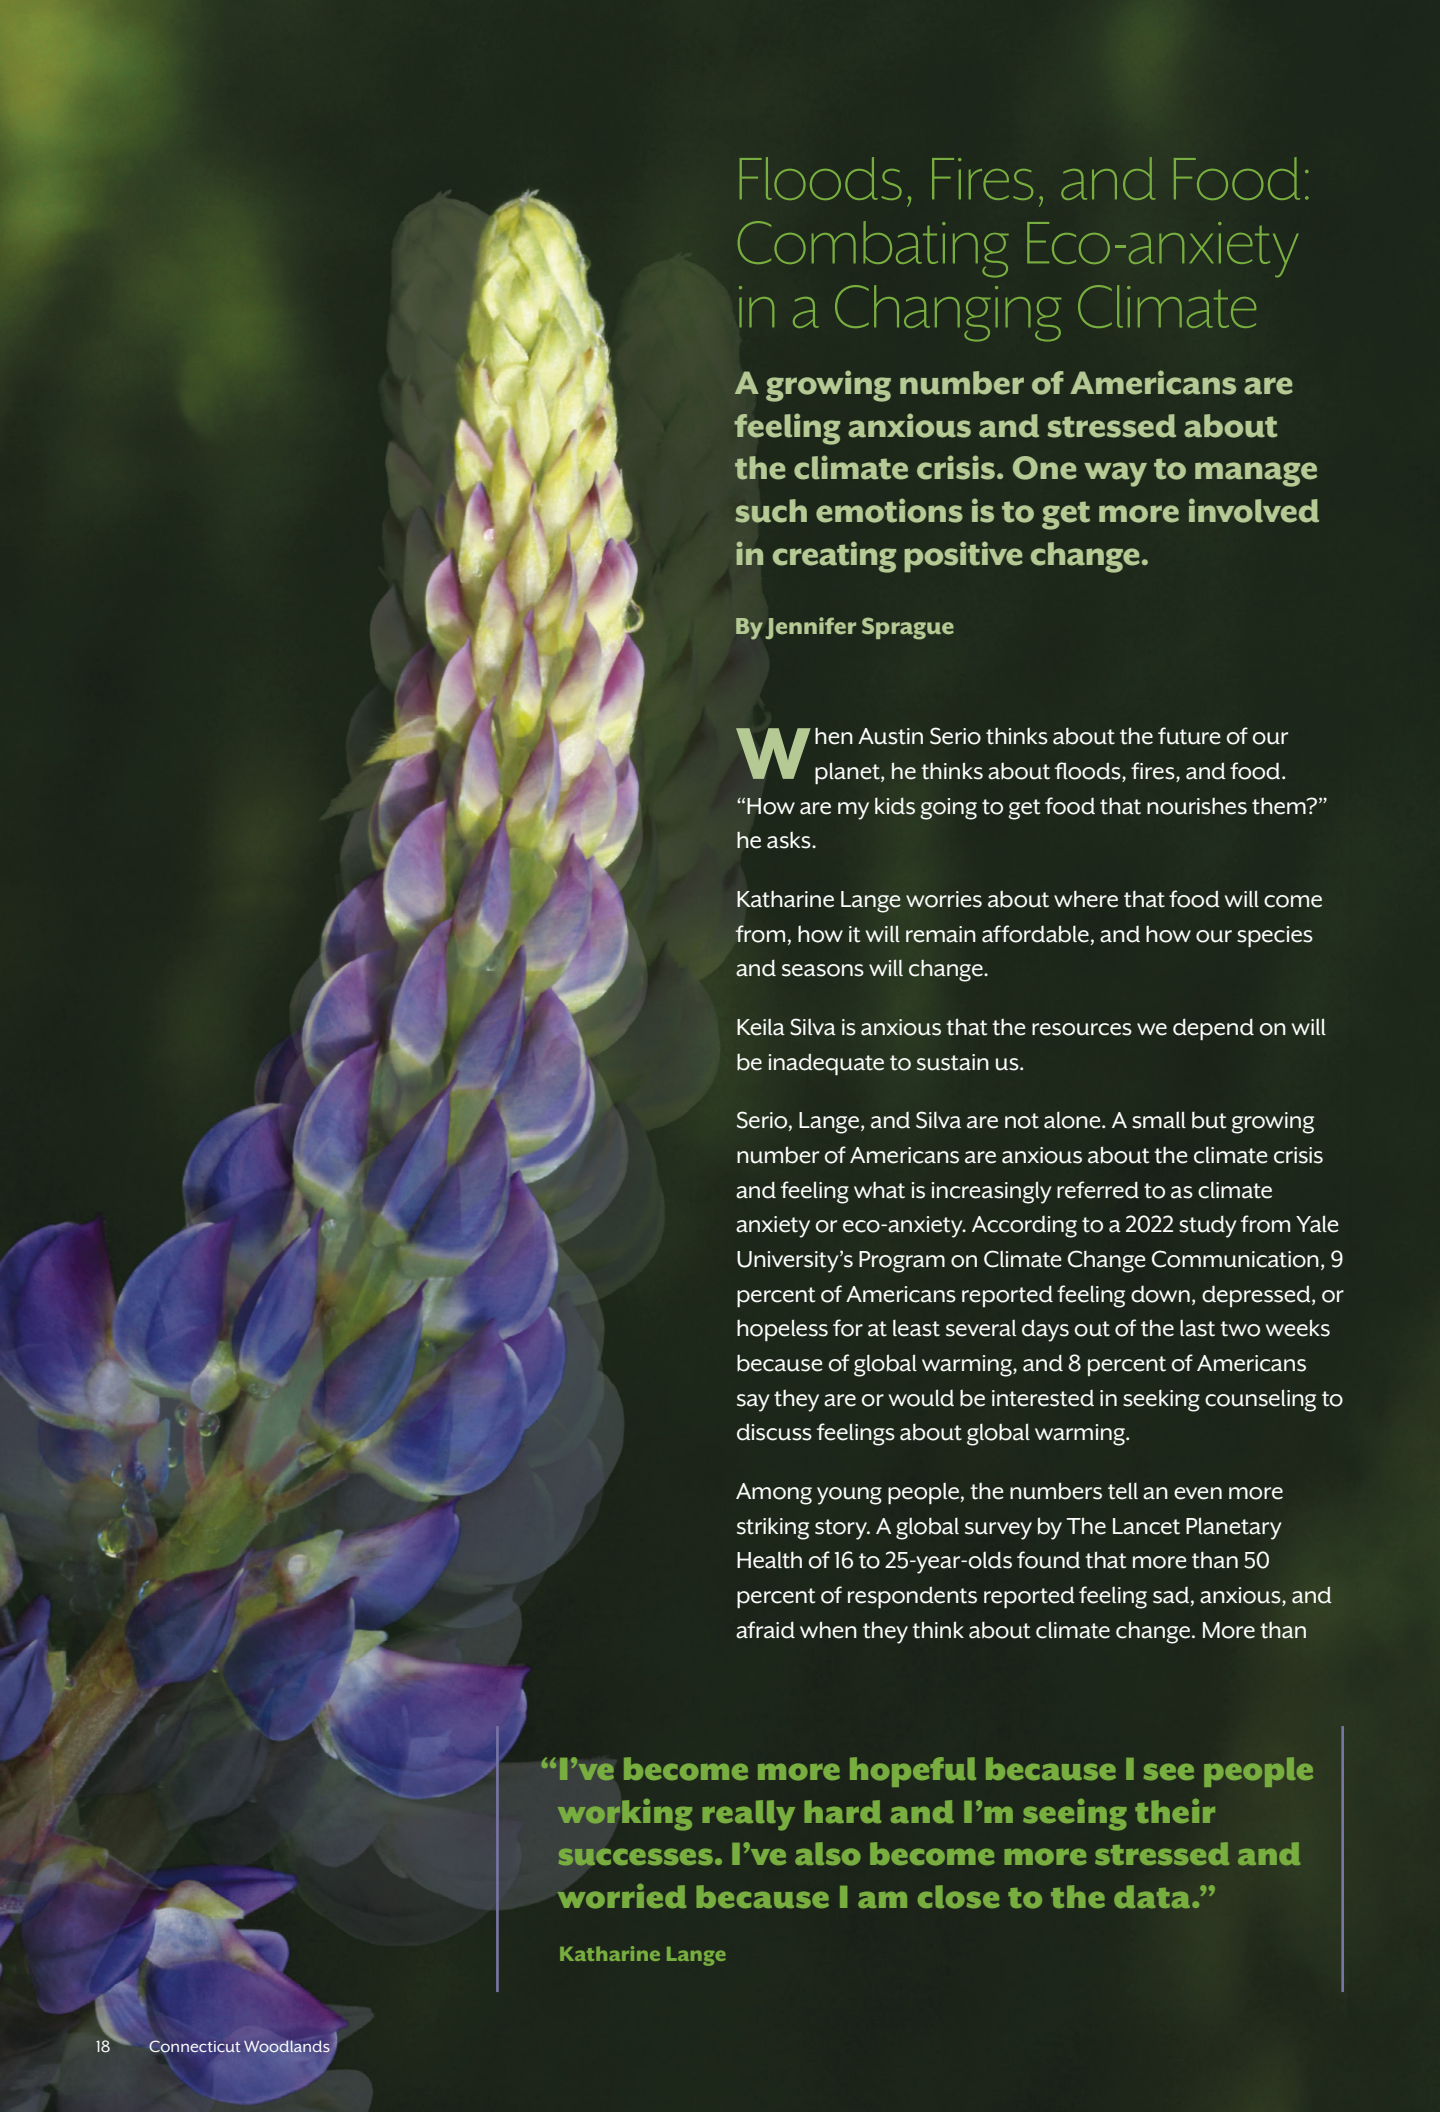 Floods, Fires, and Food:
Combating Eco-anxiety
in a Changing Climate
A growing number of Americans are
feeling anxious and stressed about
the climate crisis. One way to manage
such emotions is to get more involved
in creating positive change.
By Jennifer Sprague
When Austin Serio thinks about the future of our
planet, he thinks about floods, fires, and food.
“How are my kids going to get food that nourishes them?”
he asks.
Katharine Lange worries about where that food will come
from, how it will remain affordable, and how our species
and seasons will change.
Keila Silva is anxious that the resources we depend on will
be inadequate to sustain us.
Serio, Lange, and Silva are not alone. A small but growing
number of Americans are anxious about the climate crisis
and feeling what is increasingly referred to as climate
anxiety or eco-anxiety. According to a 2022 study from Yale
University’s Program on Climate Change Communication, 9
percent of Americans reported feeling down, depressed, or
hopeless for at least several days out of the last two weeks
because of global warming, and 8 percent of Americans
say they are or would be interested in seeking counseling to
discuss feelings about global warming.
Among young people, the numbers tell an even more
striking story. A global survey by The Lancet Planetary
Health of 16 to 25-year-olds found that more than 50
percent of respondents reported feeling sad, anxious, and
afraid when they think about climate change. More than
“I’ve become more hopeful because I see people
working really hard and I’m seeing their
successes. I’ve also become more stressed and
worried because I am close to the data.”
Katharine Lange
18 Connecticut Woodlands